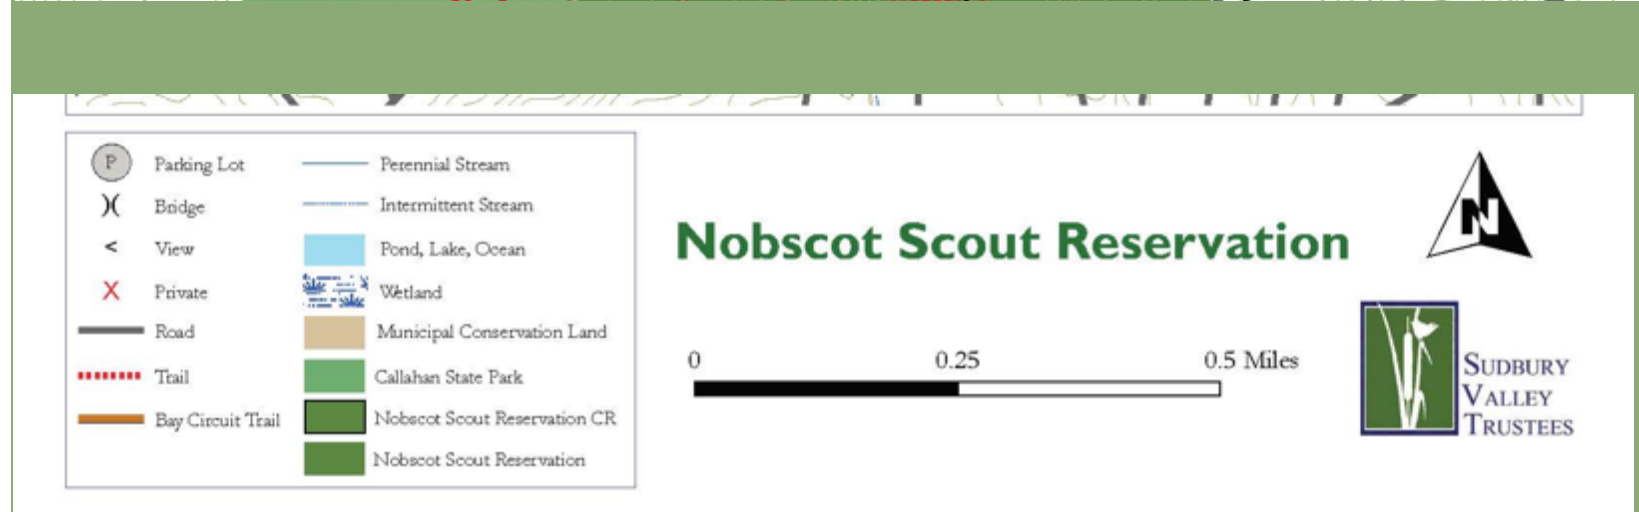 P Parking Lot
Bridge
< View
X Private
Road
Trail
Bay Circuit Trail
Perennial Stream
Intermittent Stream
Pond, Lake, Ocean
Wetland
Municipal Conservation Land
Callahan State Park
Nobscot Scout Reservation CR
Nobscot Scout Reservation
Nobscot Scout Reservation
N
0 0.25 0.5 Miles
SUDBURY
VALLEY
TRUSTEES